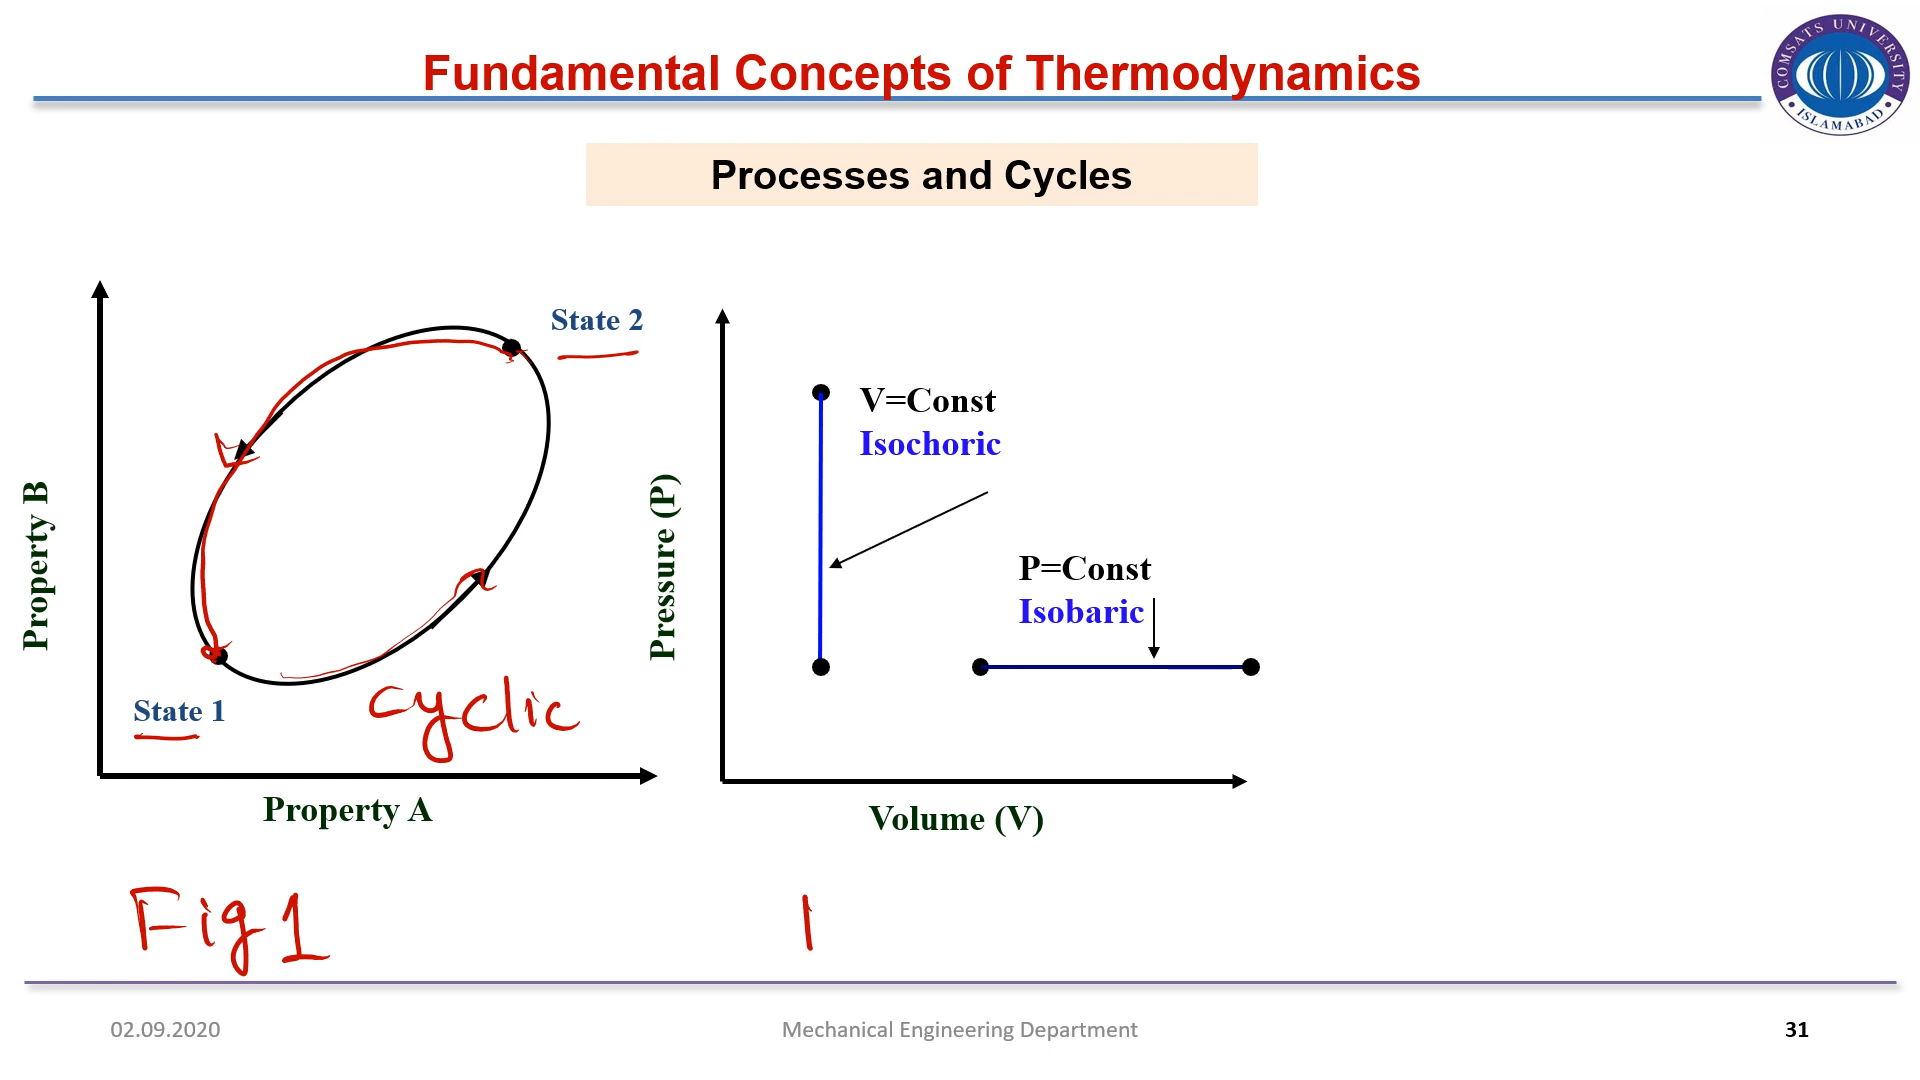 Fundamental Concepts of Thermodynamics
COMSATS UNIVERSITY
ISLAMABAD
Processes and Cycles
State 2
Property B
State 1
cyclic
Property A
Pressure (P)
V=Const
Isochoric
P=Const
Isobaric
Volume (V)
Fig 1
02.09.2020
Mechanical Engineering Department
31